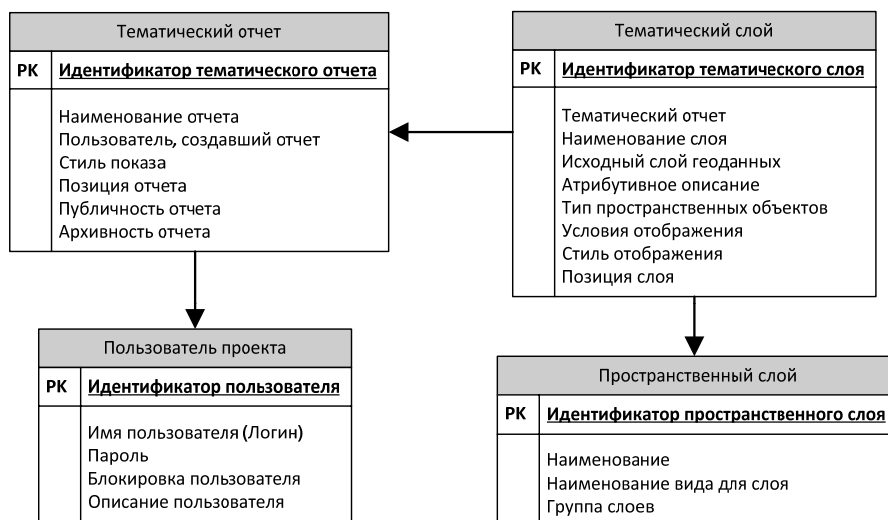 Тематический отчет
PK Идентификатор тематического отчета
Наименование отчета
Пользователь, создавший отчет
Стиль показа
Позиция отчета
Публичность отчета
Архивность отчета
Тематический слой
PK Идентификатор тематического слоя
Тематический отчет
Наименование слоя
Исходный слой геоданных
Атрибутивное описание
Тип пространственных объектов
Условия отображения
Стиль отображения
Позиция слоя
Пользователь проекта
PK Идентификатор пользователя
Имя пользователя (Логин)
Пароль
Блокировка пользователя
Описание пользователя
Пространственный слой
PK Идентификатор пространственного слоя
Наименование
Наименование вида для слоя
Группа слоев